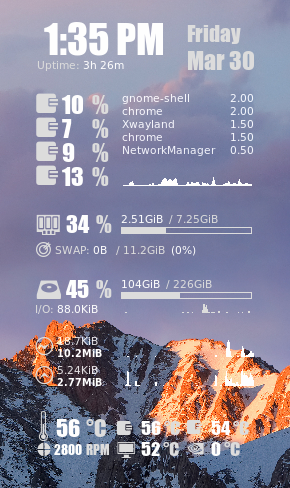 1:35 PM
Friday
Mar 30
Uptime: 3h 26m
10 %
7 %
9 %
13 %
gnome-shell 2.00
chrome 2.00
Xwayland 1.50
chrome 1.50
NetworkManager 0.50
34 %
2.51GiB / 7.25GiB
SWAP: 0B / 11.2GiB (0%)
45 %
104GiB / 226GiB
I/O: 88.0KiB
18.7KiB
10.2MiB
5.24KiB
2.77MiB
56 °C 56 °C 54 °C
2800 RPM 52 °C 0 °C